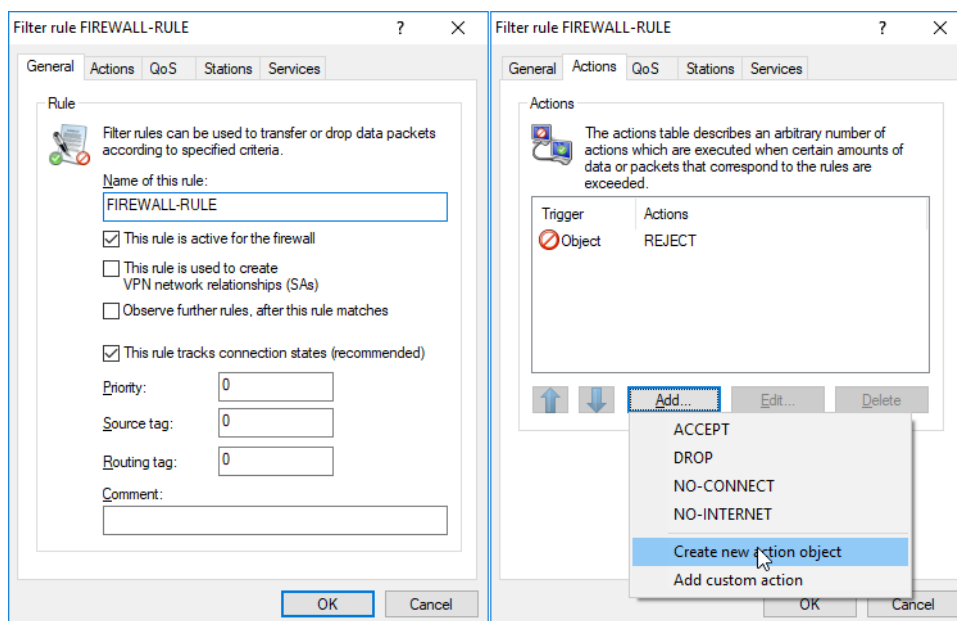 Filter rule FIREWALL-RULE
General Actions QoS Stations Services
Rule
Filter rules can be used to transfer or drop data packets
according to specified criteria.
Name of this rule:
FIREWALL-RULE
This rule is active for the firewall
This rule is used to create
VPN network relationships (SAs)
Observe further rules, after this rule matches
This rule tracks connection states (recommended)
Priority: 0
Source tag: 0
Routing tag: 0
Comment:
OK Cancel
Filter rule FIREWALL-RULE
General Actions QoS Stations Services
Actions
The actions table describes an arbitrary number of
actions which are executed when certain amounts of
data or packets that correspond to the rules are
exceeded.
Trigger Actions
Object REJECT
Add... Edit... Delete
ACCEPT
DROP
NO-CONNECT
NO-INTERNET
Create new action object
Add custom action
OK Cancel